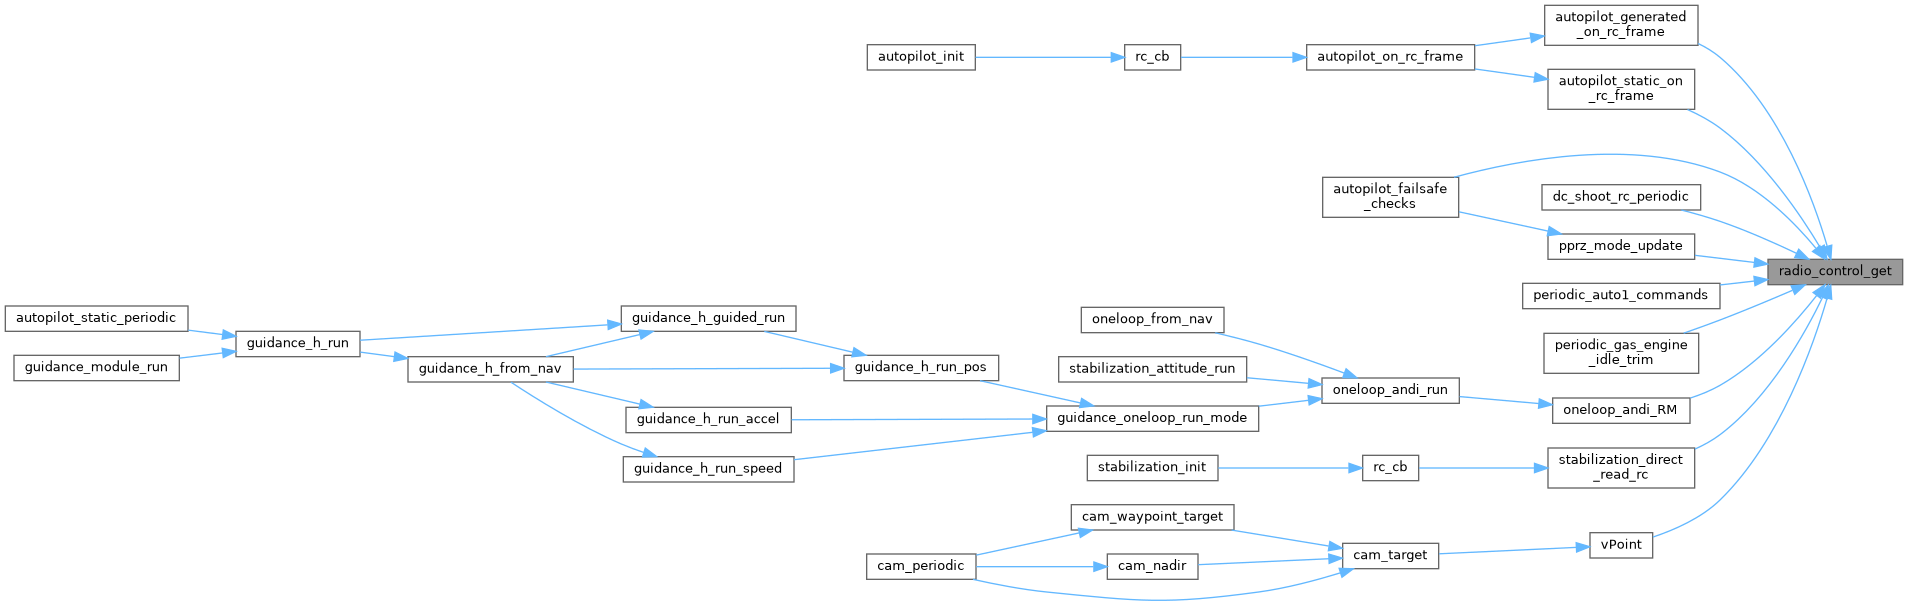 autopilot_generated
_on_rc_frame
autopilot_init
rc_cb
autopilot_on_rc_frame
autopilot_static_on
_rc_frame
autopilot_failsafe
_checks
dc_shoot_rc_periodic
pprz_mode_update
radio_control_get
periodic_auto1_commands
autopilot_static_periodic
guidance_h_guided_run
oneloop_from_nav
guidance_h_run
periodic_gas_engine
_idle_trim
guidance_module_run
guidance_h_from_nav
guidance_h_run_pos
stabilization_attitude_run
oneloop_andi_run
guidance_h_run_accel
guidance_oneloop_run_mode
oneloop_andi_RM
guidance_h_run_speed
stabilization_init
rc_cb
stabilization_direct
_read_rc
cam_waypoint_target
vPoint
cam_periodic
cam_nadir
cam_target